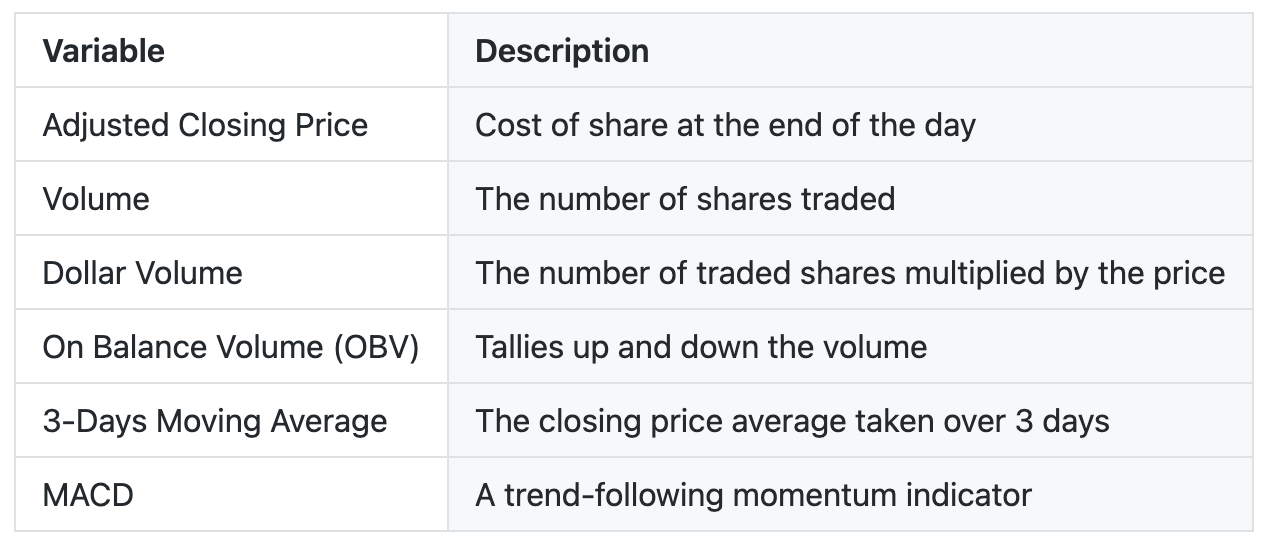 Variable Description
Adjusted Closing Price Cost of share at the end of the day
Volume The number of shares traded
Dollar Volume The number of traded shares multiplied by the price
On Balance Volume (OBV) Tallies up and down the volume
3-Days Moving Average The closing price average taken over 3 days
MACD A trend-following momentum indicator